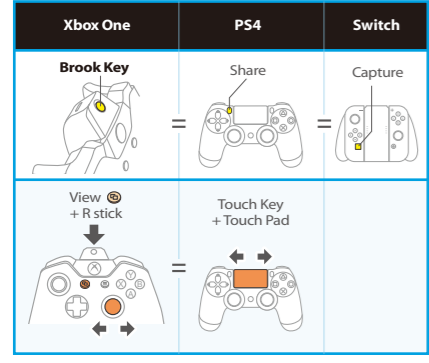 Xbox One PS4 Switch
Brook Key Share Capture
= =
View
+ R stick
Touch Key
+ Touch Pad
=
Y
X B
A